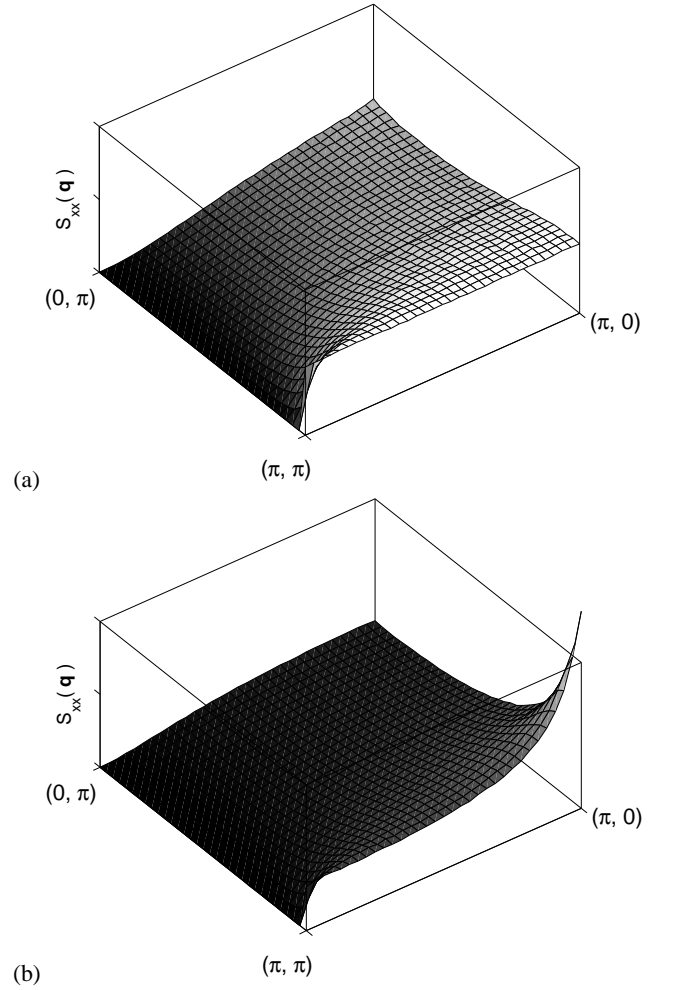 S_xx(q)
(0, π)
(π, 0)
(π, π)
(a)
S_xx(q)
(0, π)
(π, 0)
(π, π)
(b)